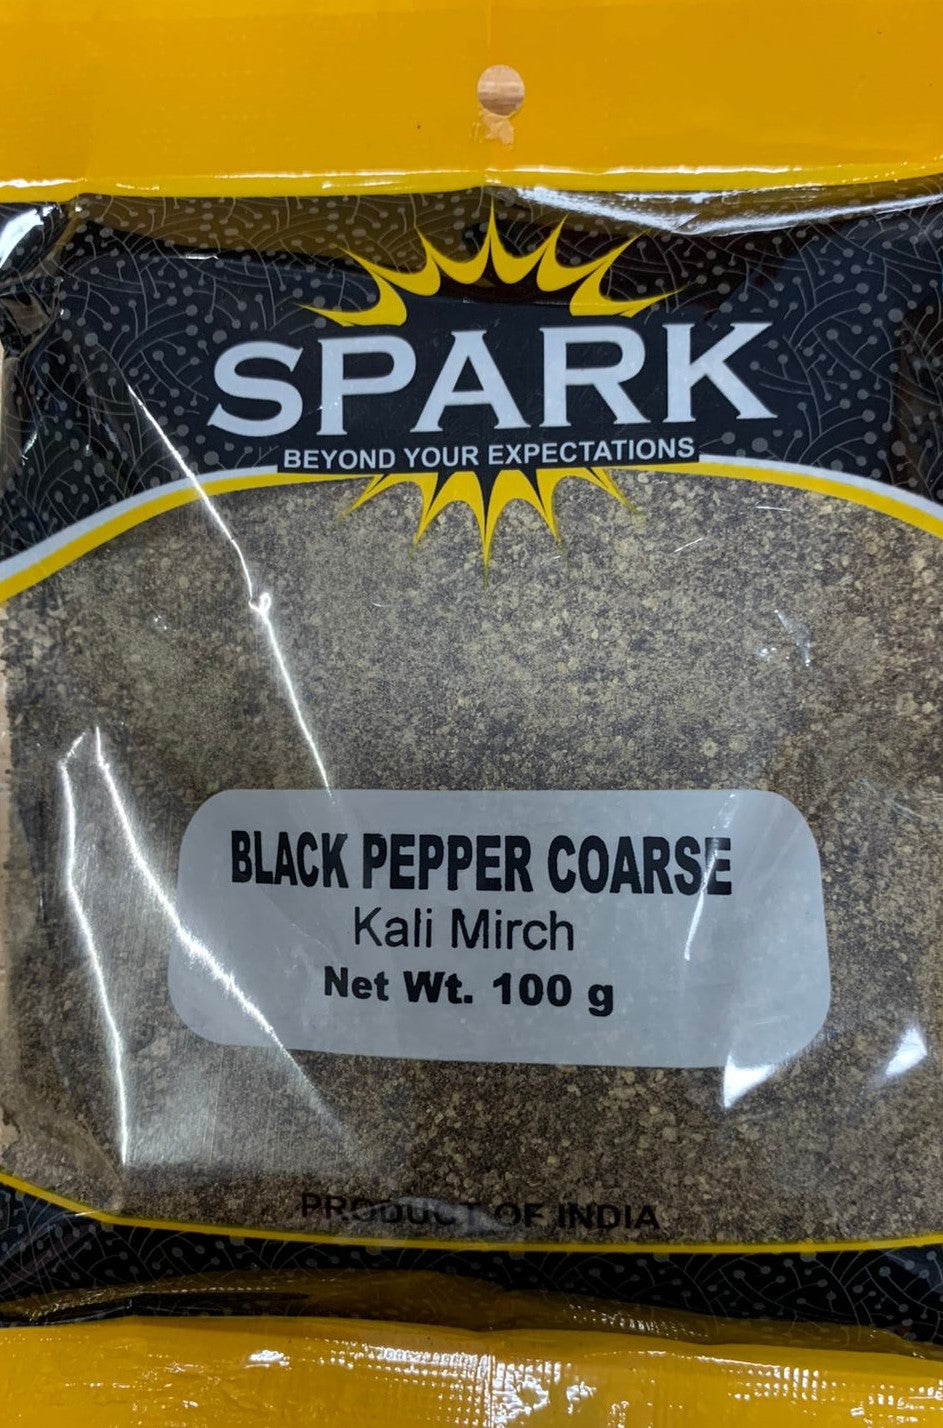 SPARK
BEYOND YOUR EXPECTATIONS
BLACK PEPPER COARSE
Kali Mirch
Net Wt. 100 g
PRODUCT OF INDIA